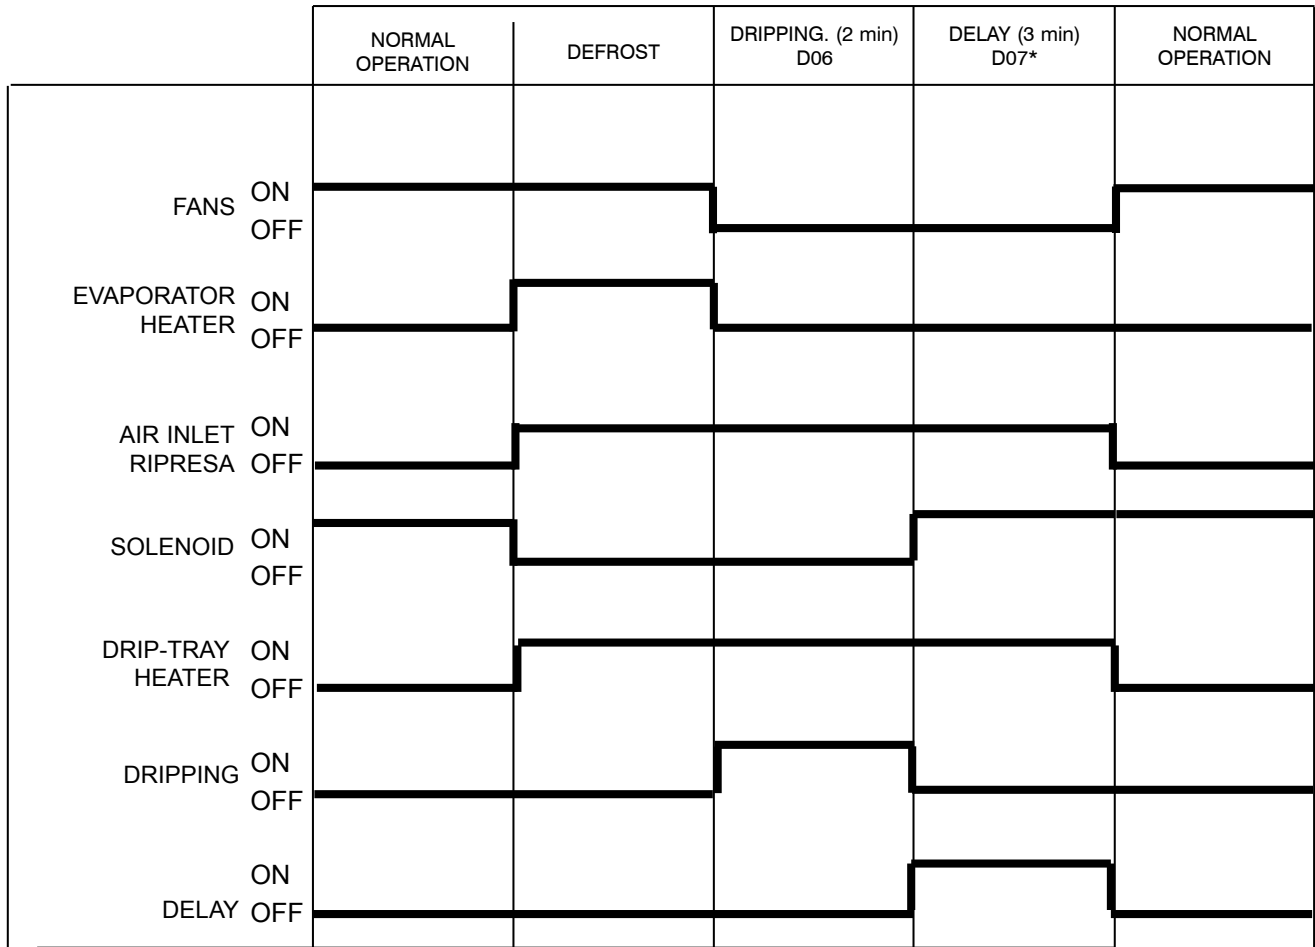 NORMAL
OPERATION
DEFROST
DRIPPING. (2 min)
D06
DELAY (3 min)
D07*
NORMAL
OPERATION
FANS
ON
OFF
EVAPORATOR
HEATER
ON
OFF
AIR INLET
RIPRESA
ON
OFF
SOLENOID
ON
OFF
DRIP-TRAY
HEATER
ON
OFF
DRIPPING
ON
OFF
DELAY
ON
OFF